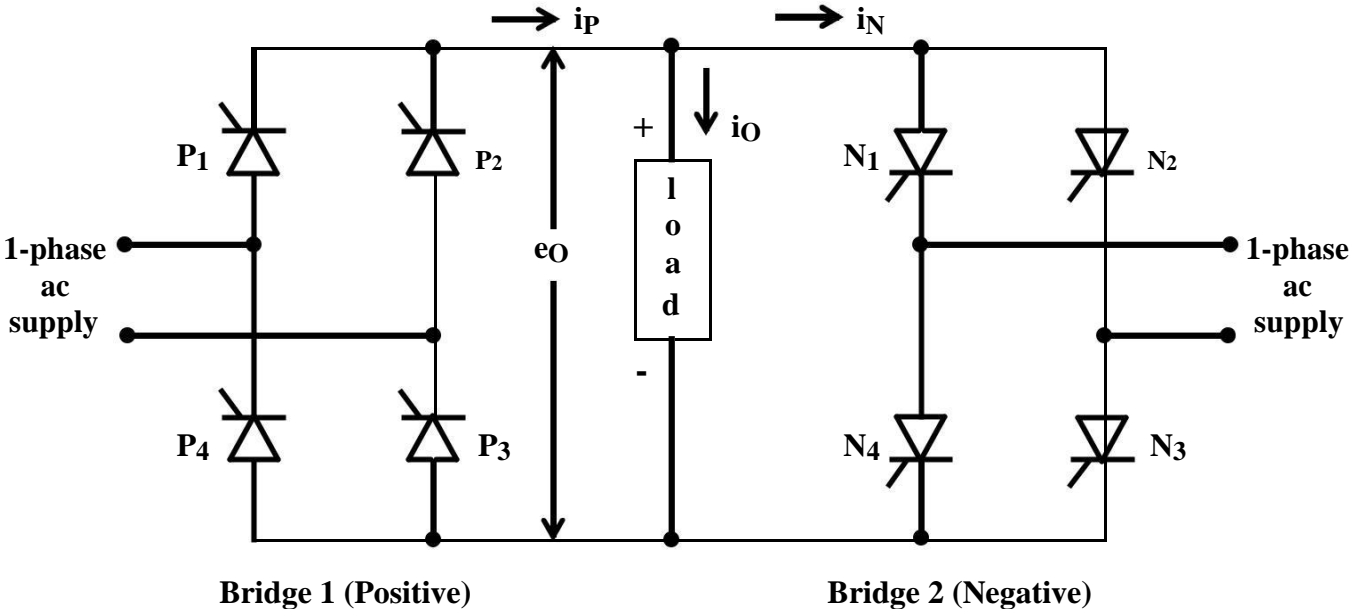 iP
iN
+
iO
P1
P2
N1
N2
l
o
a
d
1-phase
ac
supply
eO
1-phase
ac
supply
-
P4
P3
N4
N3
Bridge 1 (Positive)
Bridge 2 (Negative)